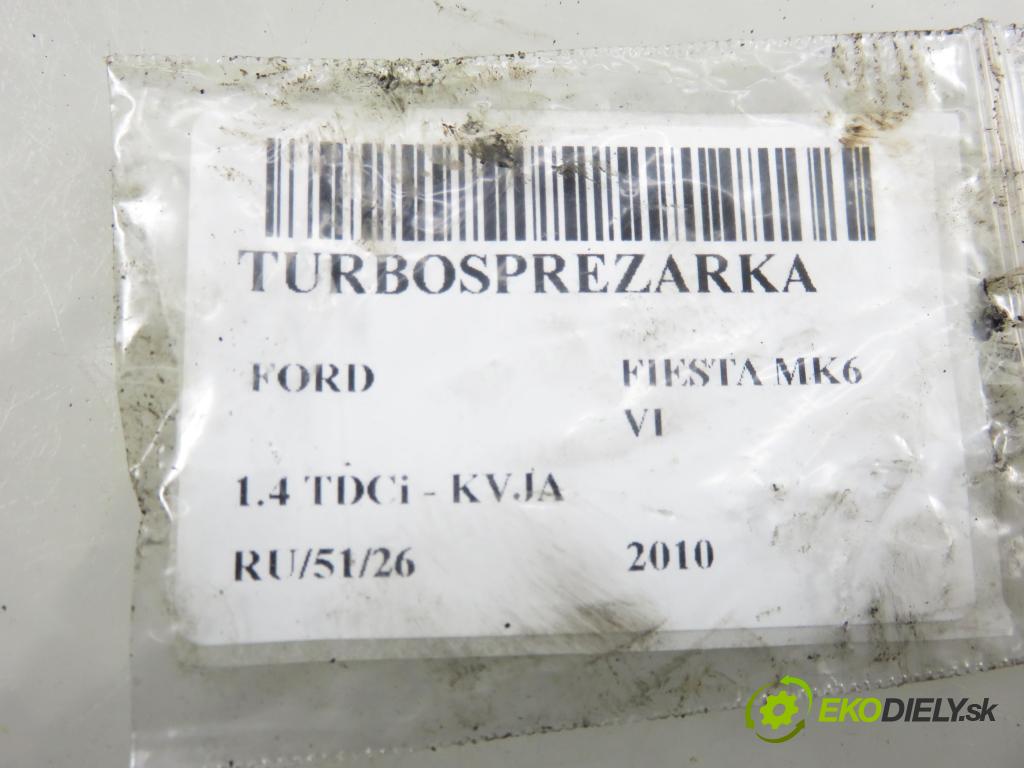 TURBOSPREZARKA
FORD FIESTA MK6
VI
1.4 TDCi - KVJA
RU/51/26 2010
EKODIELY.sk